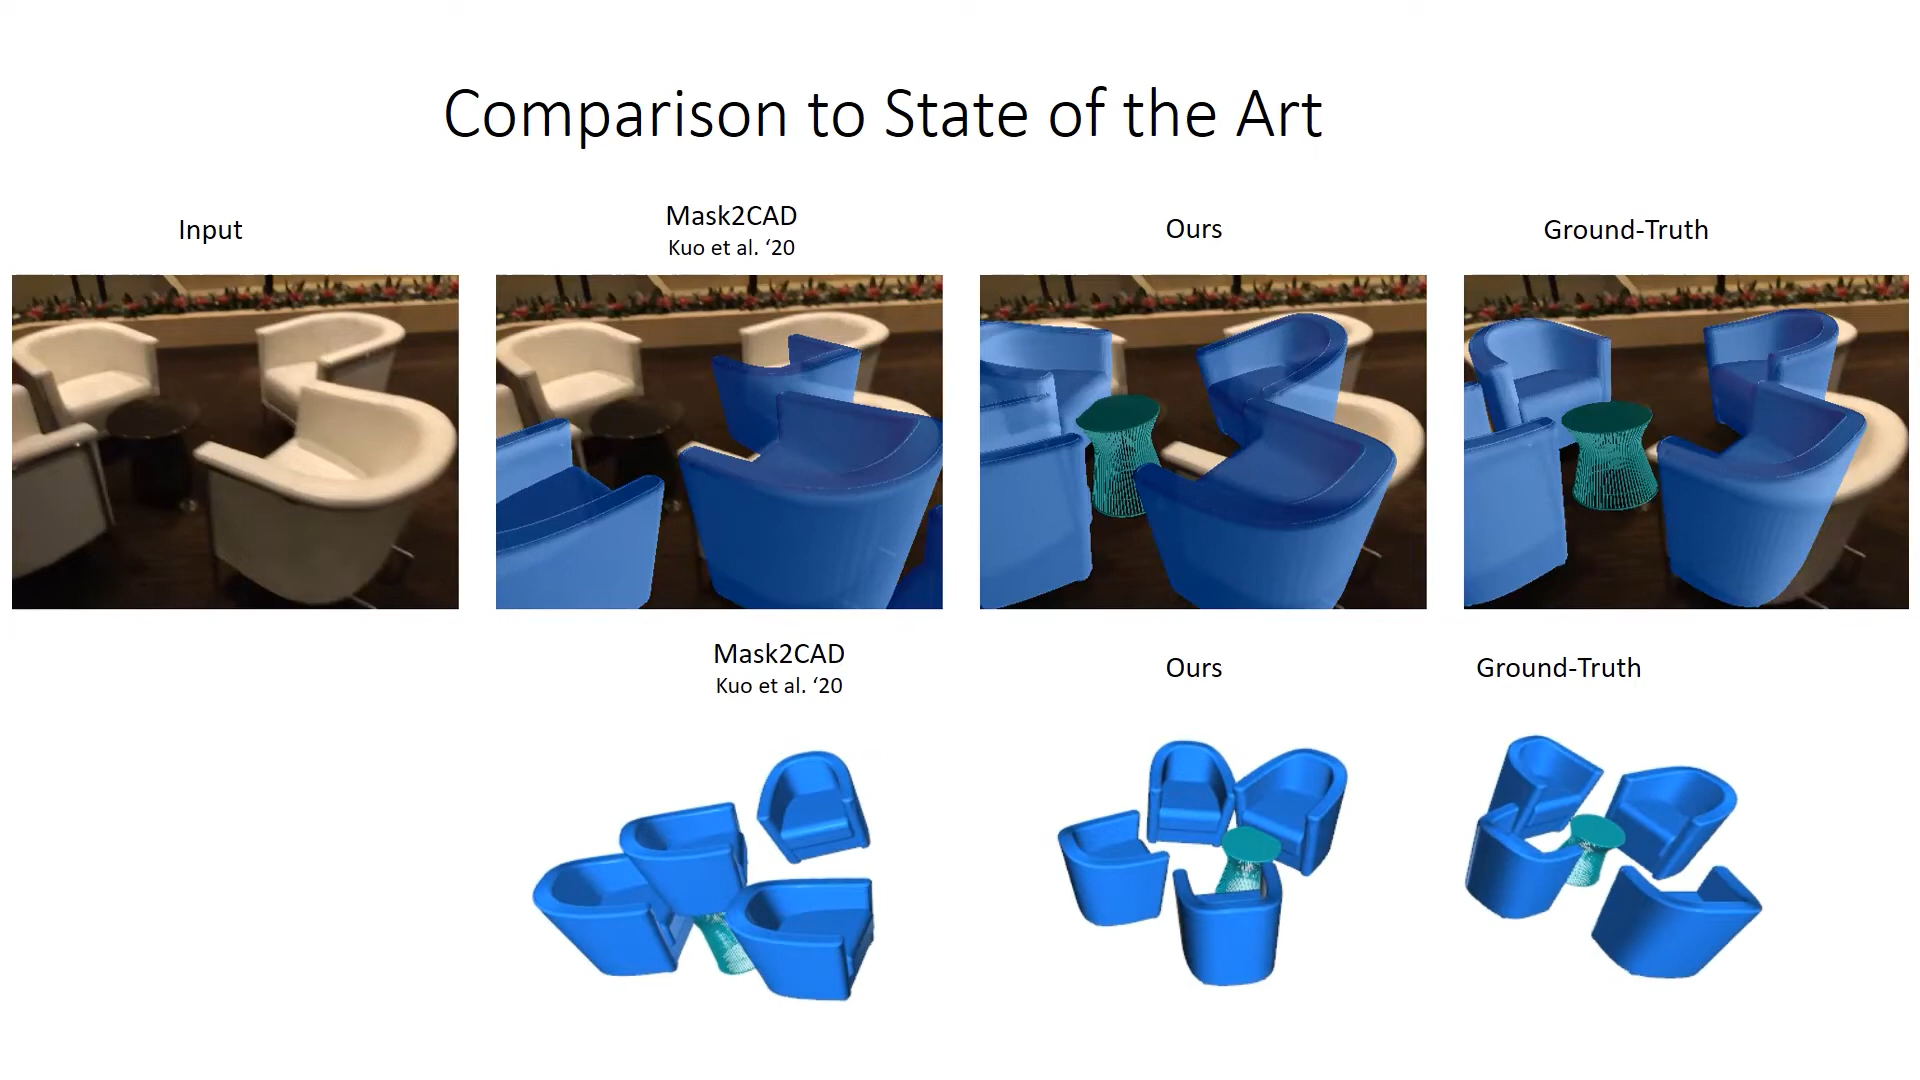 Comparison to State of the Art
Input
Mask2CAD
Kuo et al. ‘20
Ours
Ground-Truth
Mask2CAD
Kuo et al. ‘20
Ours
Ground-Truth